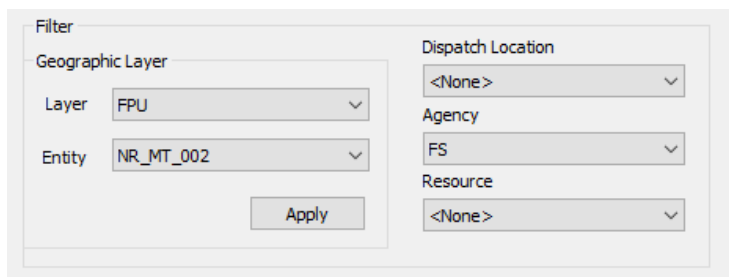 Filter
Geographic Layer
Layer FPU
Entity NR_MT_002
Apply
Dispatch Location
<None>
Agency
FS
Resource
<None>